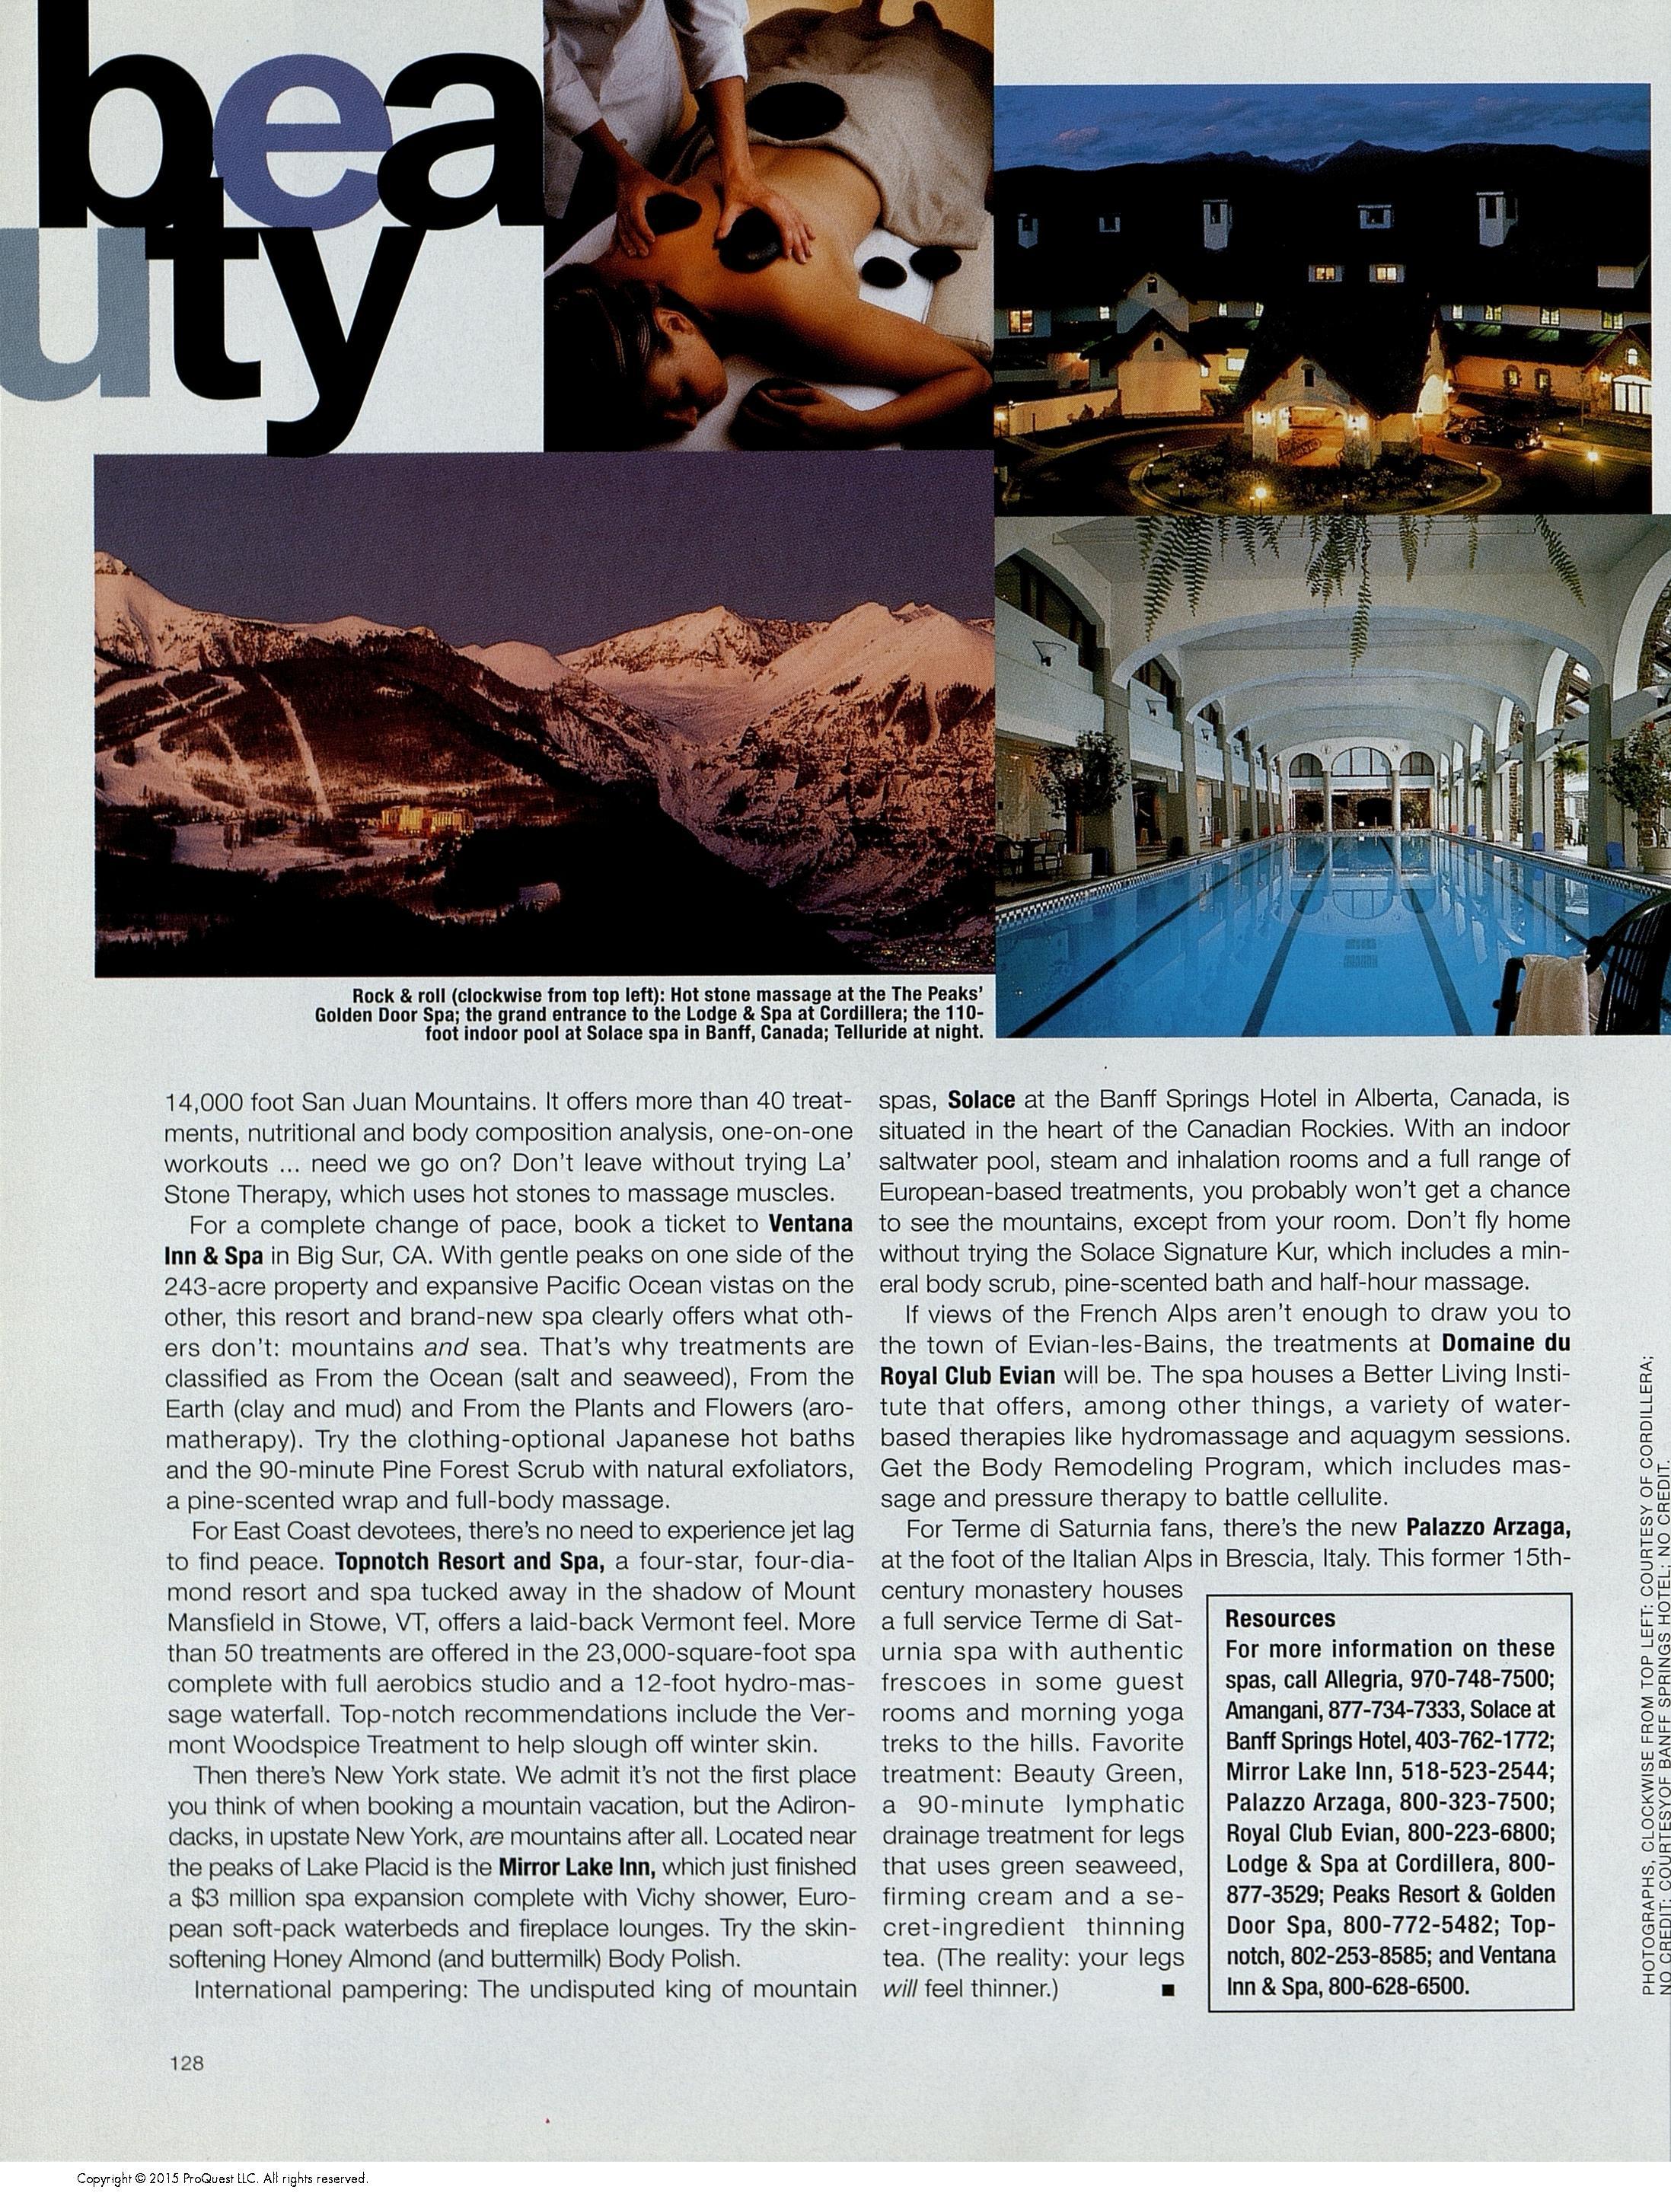 bea
uty
Rock & roll (clockwise from top left): Hot stone massage at the The Peaks'
Golden Door Spa; the grand entrance to the Lodge & Spa at Cordillera; the 110-
foot indoor pool at Solace spa in Banff, Canada; Telluride at night.
14,000 foot San Juan Mountains. It offers more than 40 treat-
ments, nutritional and body composition analysis, one-on-one
workouts ... need we go on? Don't leave without trying La'
Stone Therapy, which uses hot stones to massage muscles.
For a complete change of pace, book a ticket to Ventana
Inn & Spa in Big Sur, CA. With gentle peaks on one side of the
243-acre property and expansive Pacific Ocean vistas on the
other, this resort and brand-new spa clearly offers what oth-
ers don't: mountains and sea. That's why treatments are
classified as From the Ocean (salt and seaweed), From the
Earth (clay and mud) and From the Plants and Flowers (aro-
matherapy). Try the clothing-optional Japanese hot baths
and the 90-minute Pine Forest Scrub with natural exfoliators,
a pine-scented wrap and full-body massage.
For East Coast devotees, there's no need to experience jet lag
to find peace. Topnotch Resort and Spa, a four-star, four-dia-
mond resort and spa tucked away in the shadow of Mount
Mansfield in Stowe, VT, offers a laid-back Vermont feel. More
than 50 treatments are offered in the 23,000-square-foot spa
complete with full aerobics studio and a 12-foot hydro-mas-
sage waterfall. Top-notch recommendations include the Ver-
mont Woodspice Treatment to help slough off winter skin.
Then there's New York state. We admit it's not the first place
you think of when booking a mountain vacation, but the Adiron-
dacks, in upstate New York, are mountains after all. Located near
the peaks of Lake Placid is the Mirror Lake Inn, which just finished
a $3 million spa expansion complete with Vichy shower, Euro-
pean soft-pack waterbeds and fireplace lounges. Try the skin-
softening Honey Almond (and buttermilk) Body Polish.
International pampering: The undisputed king of mountain
spas, Solace at the Banff Springs Hotel in Alberta, Canada, is
situated in the heart of the Canadian Rockies. With an indoor
saltwater pool, steam and inhalation rooms and a full range of
European-based treatments, you probably won't get a chance
to see the mountains, except from your room. Don't fly home
without trying the Solace Signature Kur, which includes a min-
eral body scrub, pine-scented bath and half-hour massage.
If views of the French Alps aren't enough to draw you to
the town of Evian-les-Bains, the treatments at Domaine du
Royal Club Evian will be. The spa houses a Better Living Insti-
tute that offers, among other things, a variety of water-
based therapies like hydromassage and aquagym sessions.
Get the Body Remodeling Program, which includes mas-
sage and pressure therapy to battle cellulite.
For Terme di Saturnia fans, there's the new Palazzo Arzaga,
at the foot of the Italian Alps in Brescia, Italy. This former 15th-
century monastery houses
a full service Terme di Sat-
urnia spa with authentic
frescoes in some guest
rooms and morning yoga
treks to the hills. Favorite
treatment: Beauty Green,
a 90-minute lymphatic
drainage treatment for legs
that uses green seaweed,
firming cream and a se-
cret-ingredient thinning
tea. (The reality: your legs
will feel thinner.) ■
Resources
For more information on these
spas, call Allegria, 970-748-7500;
Amangani, 877-734-7333, Solace at
Banff Springs Hotel, 403-762-1772;
Mirror Lake Inn, 518-523-2544;
Palazzo Arzaga, 800-323-7500;
Royal Club Evian, 800-223-6800;
Lodge & Spa at Cordillera, 800-
877-3529; Peaks Resort & Golden
Door Spa, 800-772-5482; Top-
notch, 802-253-8585; and Ventana
Inn & Spa, 800-628-6500.
PHOTOGRAPHS, CLOCKWISE FROM TOP LEFT: COURTESY OF CORDILLERA;
NO CREDIT; COURTESYOF BANFF SPRINGS HOTEL; NO CREDIT.
128
Copyright © 2015 ProQuest LLC. All rights reserved.